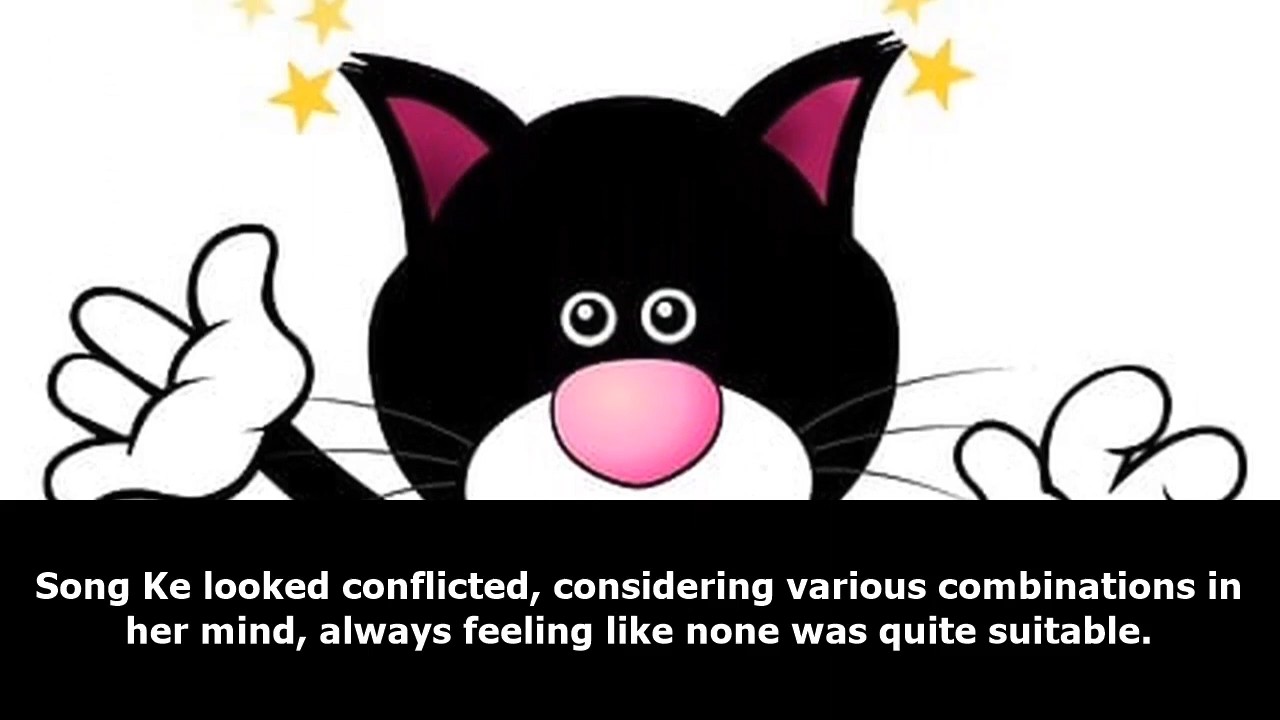 Song Ke looked conflicted, considering various combinations in
her mind, always feeling like none was quite suitable.